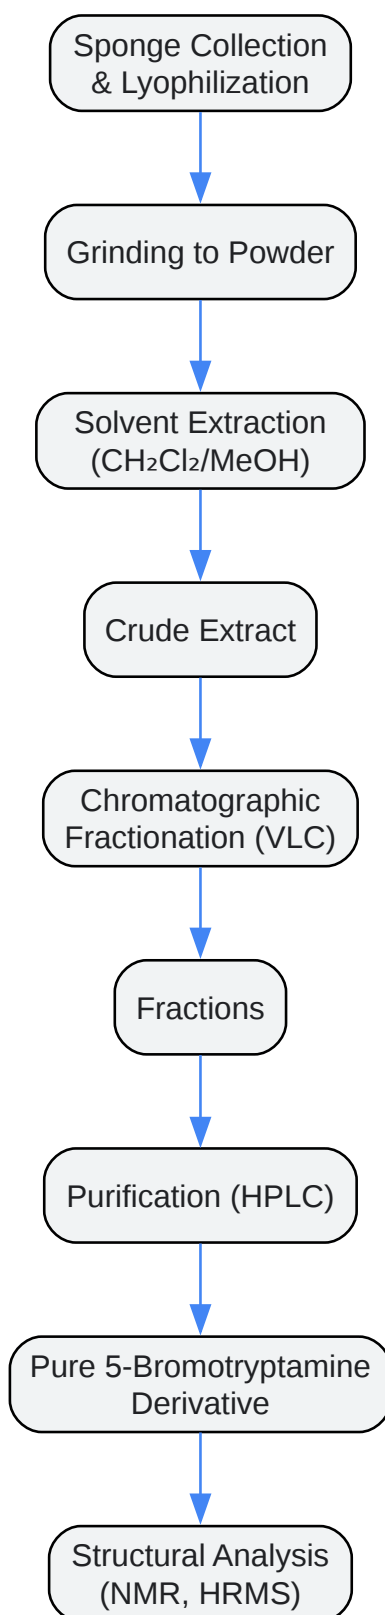 Sponge Collection
& Lyophilization
Grinding to Powder
Solvent Extraction
(CH₂Cl₂/MeOH)
Crude Extract
Chromatographic
Fractionation (VLC)
Fractions
Purification (HPLC)
Pure 5-Bromotryptamine
Derivative
Structural Analysis
(NMR, HRMS)